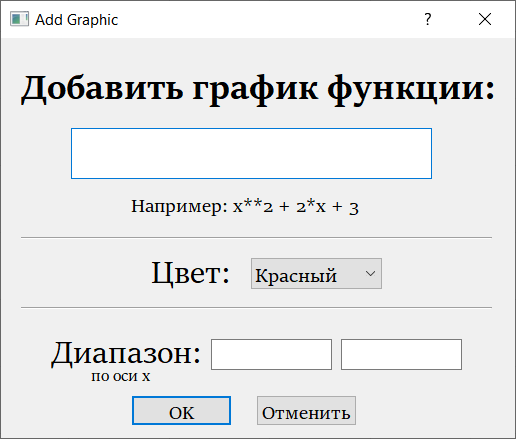 Add Graphic
Добавить график функции:
Например: x**2 + 2*x + 3
Цвет: Красный
Диапазон:
по оси x
OK Отменить